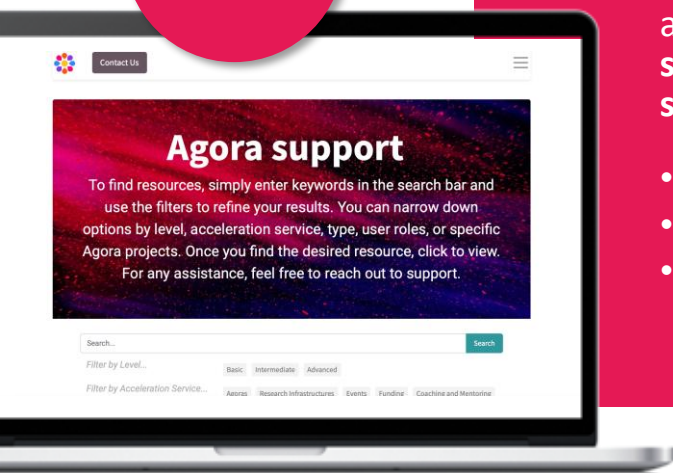 Contact Us
Agora support
To find resources, simply enter keywords in the search bar and
use the filters to refine your results. You can narrow down
options by level, acceleration service, type, user roles, or specific
Agora projects. Once you find the desired resource, click to view.
For any assistance, feel free to reach out to support.
Search... Search
Filter by Level... Basic Intermediate Advanced
Filter by Acceleration Service... Agoras Research Infrastructures Events Funding Coaching and Mentoring